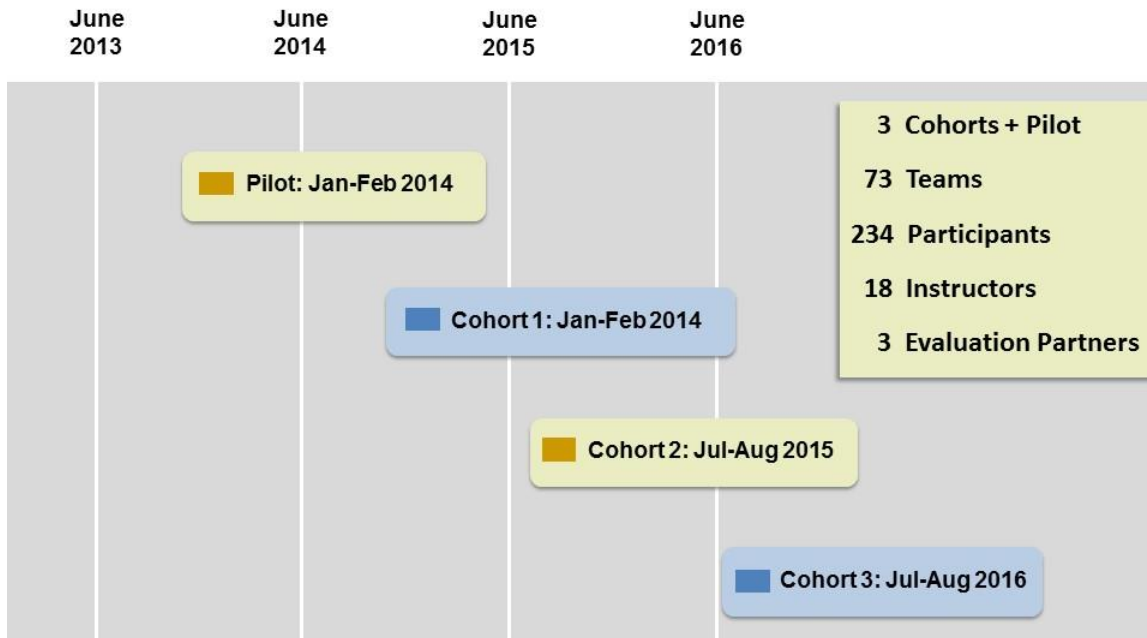 June
2013
June
2014
June
2015
June
2016
3 Cohorts + Pilot
73 Teams
234 Participants
18 Instructors
3 Evaluation Partners
Pilot: Jan-Feb 2014
Cohort 1: Jan-Feb 2014
Cohort 2: Jul-Aug 2015
Cohort 3: Jul-Aug 2016